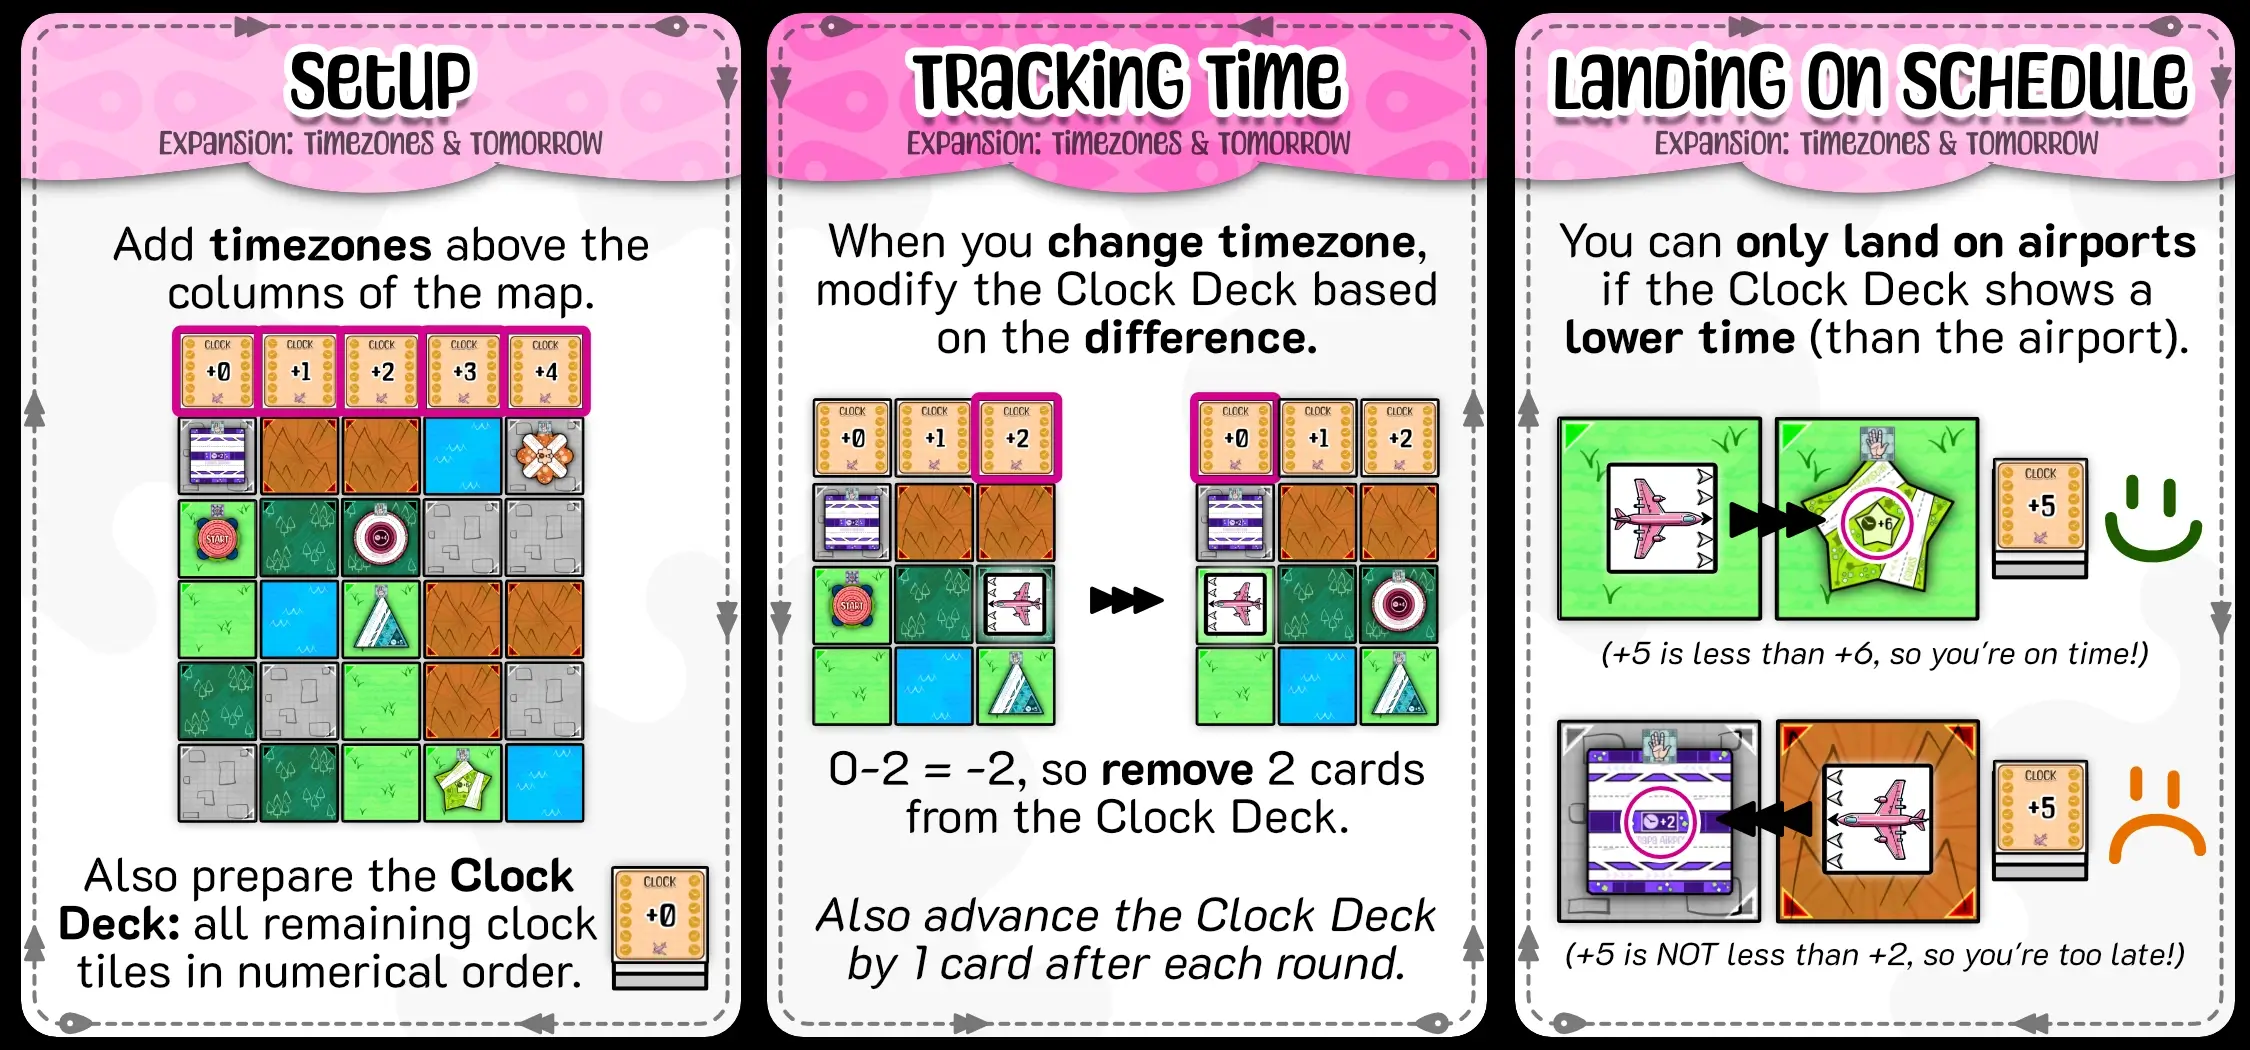 SETUP
EXPANSION: TIMEZONES & TOMORROW
Add timezones above the
columns of the map.
CLOCK CLOCK CLOCK CLOCK CLOCK
+0 +1 +2 +3 +4
START
Also prepare the Clock
Deck: all remaining clock
tiles in numerical order.
CLOCK
+0
TRACKING TIME
EXPANSION: TIMEZONES & TOMORROW
When you change timezone,
modify the Clock Deck based
on the difference.
CLOCK CLOCK CLOCK
+0 +1 +2
START
CLOCK CLOCK CLOCK
+0 +1 +2
0-2 = -2, so remove 2 cards
from the Clock Deck.
Also advance the Clock Deck
by 1 card after each round.
LANDING ON SCHEDULE
EXPANSION: TIMEZONES & TOMORROW
You can only land on airports
if the Clock Deck shows a
lower time (than the airport).
+6
CLOCK
+5
(+5 is less than +6, so you're on time!)
+2
CLOCK
+5
(+5 is NOT less than +2, so you're too late!)